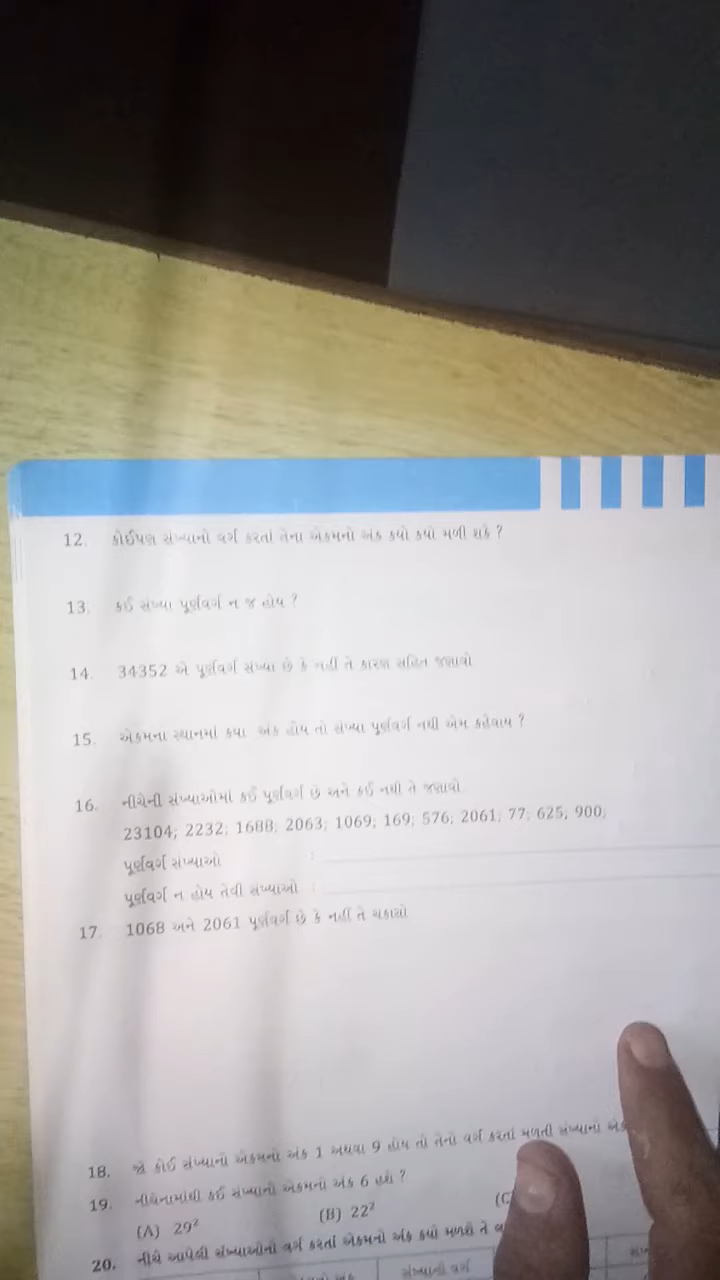 12. કોઈપણ સંખ્યાનો વર્ગ કરતાં તેના એકમનો અંક કયો કયો મળી શકે ?
13. કઈ સંખ્યા પૂર્ણવર્ગ ન જ હોય ?
14. 34352 એ પૂર્ણવર્ગ સંખ્યા છે કે નહીં તે કારણ સહિત જણાવો.
15. એકમના સ્થાનમાં કયા અંક હોય તો સંખ્યા પૂર્ણવર્ગ નથી એમ કહેવાય ?
16. નીચેની સંખ્યાઓમાં કઈ પૂર્ણવર્ગ છે અને કઈ નથી તે જણાવો.
23104; 2232; 1688; 2063; 1069; 169; 576; 2061; 77; 625; 900;
પૂર્ણવર્ગ સંખ્યાઓ :
પૂર્ણવર્ગ ન હોય તેવી સંખ્યાઓ :
17. 1068 અને 2061 પૂર્ણવર્ગ છે કે નહીં તે ચકાસો.
18. જો કોઈ સંખ્યાનો એકમનો અંક 1 અથવા 9 હોય તો તેનો વર્ગ કરતાં મળતી સંખ્યાનો
19. નીચેનામાંથી કઈ સંખ્યાનો એકમનો અંક 6 હશે ?
(A) 29² (B) 22² (C
20. નીચે આપેલી સંખ્યાઓનો વર્ગ કરતાં એકમનો અંક કયો મળશે તે
અંક સંખ્યાની વર્ગ